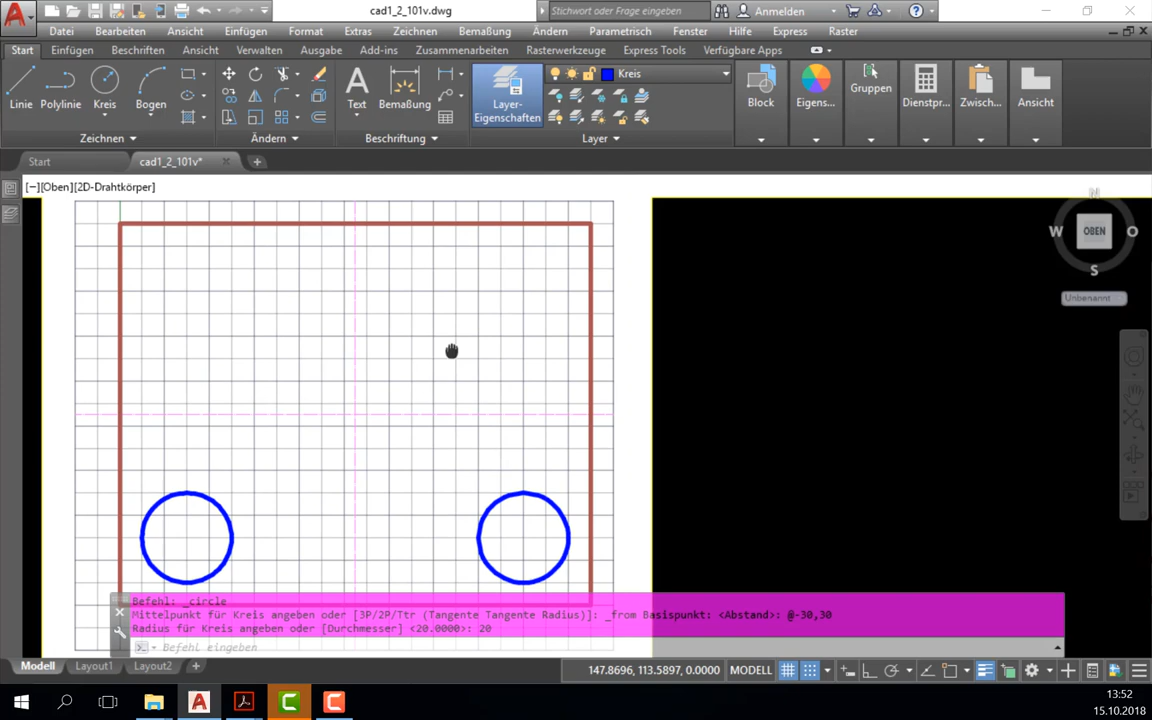 cad1_2_101v.dwg
Stichwort oder Frage eingeben
Anmelden
Datei Bearbeiten Ansicht Einfügen Format Extras Zeichnen Bemaßung Ändern Parametrisch Fenster Hilfe Express Raster
Start Einfügen Beschriften Ansicht Verwalten Ausgabe Add-ins Zusammenarbeiten Rasterwerkzeuge Express Tools Verfügbare Apps
Kreis
Linie Polylinie Kreis Bogen
Text Bemaßung
Layer-
Eigenschaften
Block Eigens... Gruppen Dienstpr... Zwisch... Ansicht
Zeichnen Ändern Beschriftung Layer
Start cad1_2_101v*
[−][Oben][2D-Drahtkörper]
N
W OBEN O
S
Unbenannt
Befehl: _circle
Mittelpunkt für Kreis angeben oder [3P/2P/Ttr (Tangente Tangente Radius)]: _from Basispunkt: <Abstand>: @-30,30
Radius für Kreis angeben oder [Durchmesser] <20.0000>: 20
Befehl eingeben
Modell Layout1 Layout2 +
147.8696, 113.5897, 0.0000 MODELL
13:52
15.10.2018